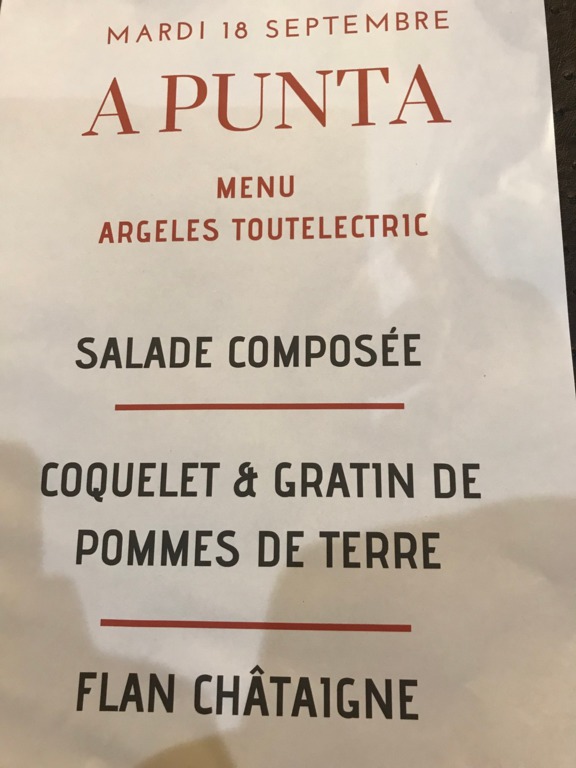 MARDI 18 SEPTEMBRE
A PUNTA
MENU
ARGELES TOUTELECTRIC
SALADE COMPOSÉE
COQUELET & GRATIN DE
POMMES DE TERRE
FLAN CHÂTAIGNE